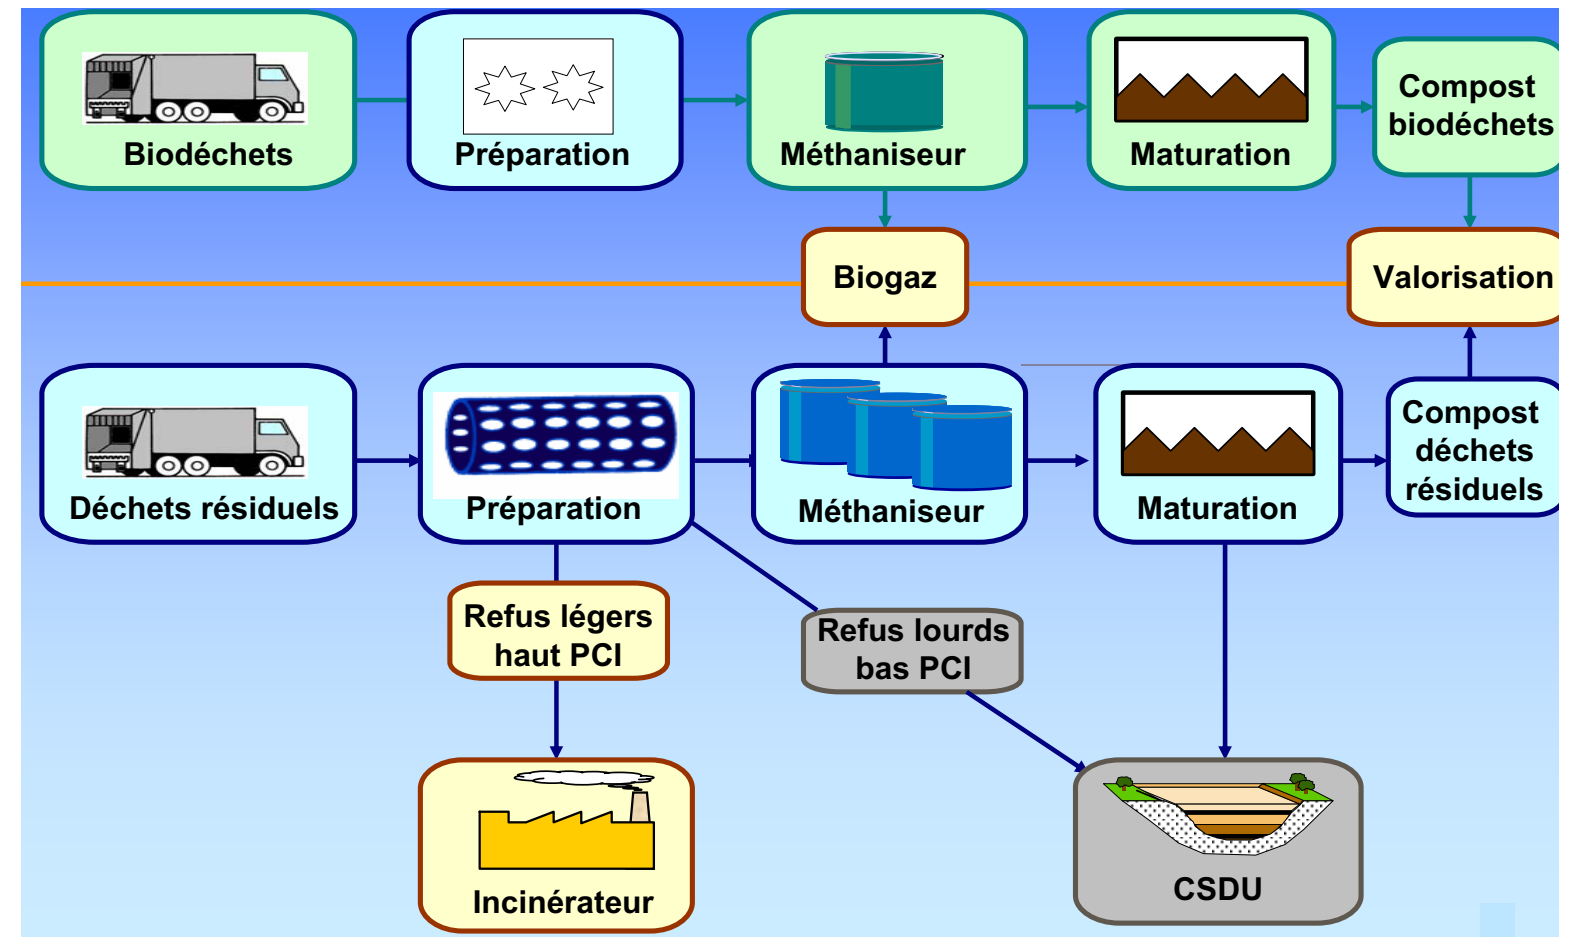 Biodéchets
Préparation
Méthaniseur
Maturation
Compost
biodéchets
Biogaz
Valorisation
Déchets résiduels
Préparation
Méthaniseur
Maturation
Compost
déchets
résiduels
Refus légers
haut PCI
Refus lourds
bas PCI
Incinérateur
CSDU